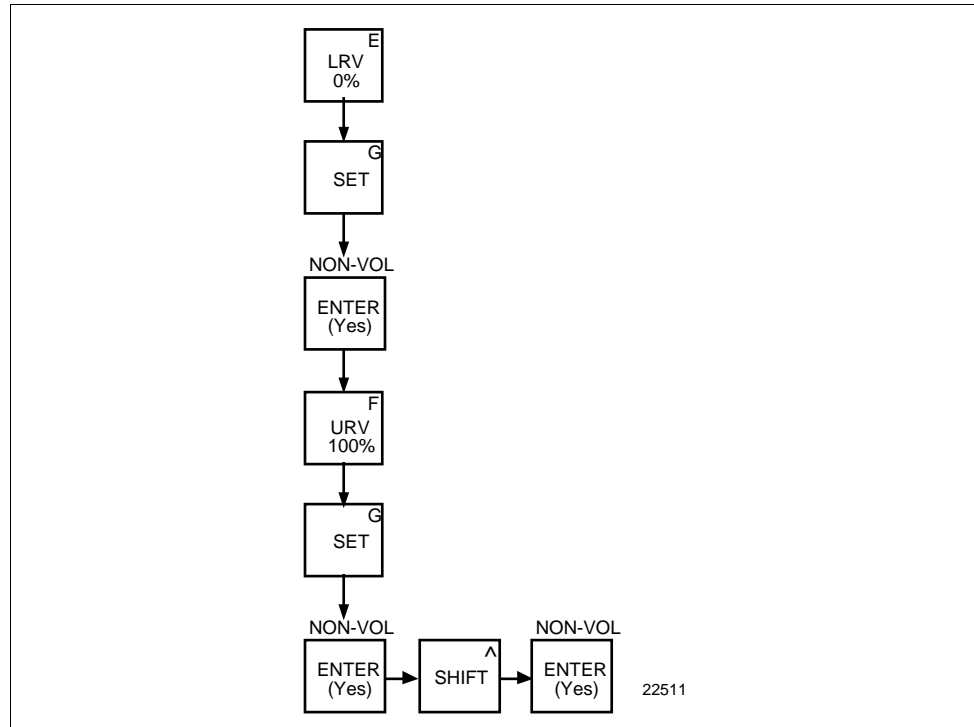 E
LRV
0%
G
SET
NON-VOL
ENTER
(Yes)
F
URV
100%
G
SET
NON-VOL
ENTER
(Yes)
^
SHIFT
NON-VOL
ENTER
(Yes)
22511